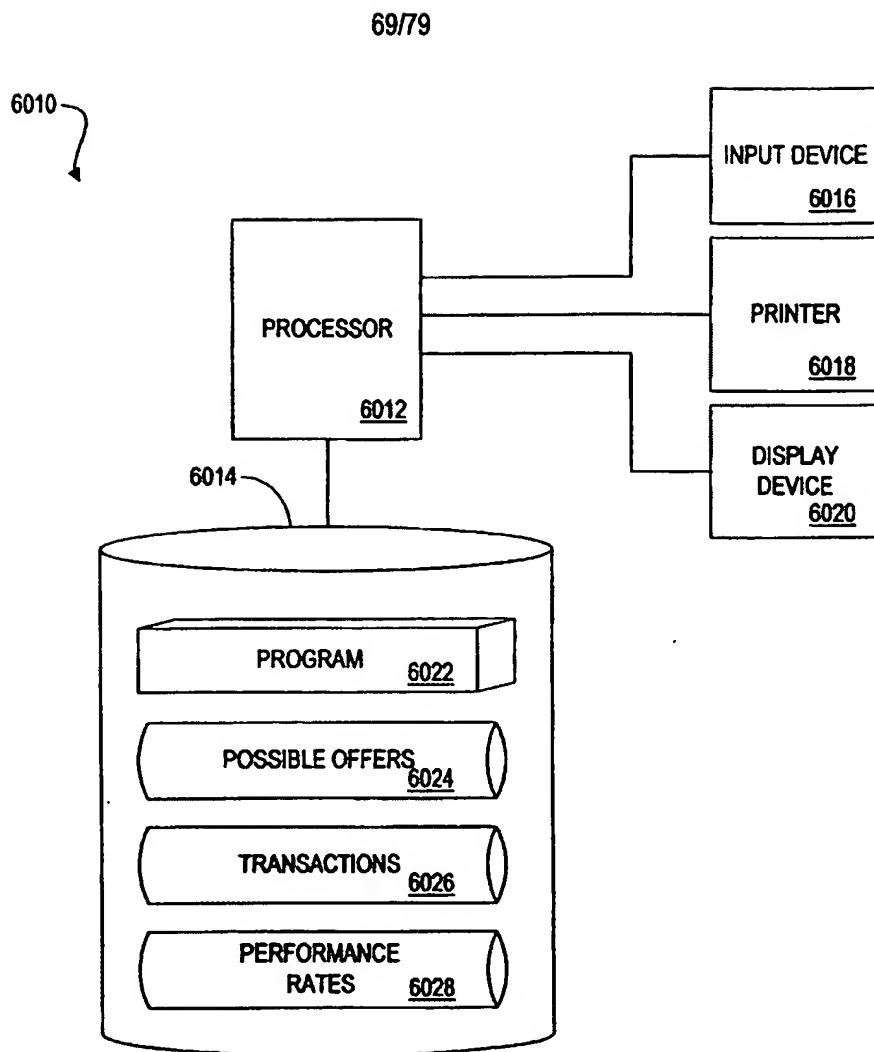 69/79
6010
INPUT DEVICE
6016
PROCESSOR
6012
PRINTER
6018
DISPLAY
DEVICE
6020
6014
PROGRAM
6022
POSSIBLE OFFERS
6024
TRANSACTIONS
6026
PERFORMANCE
RATES
6028